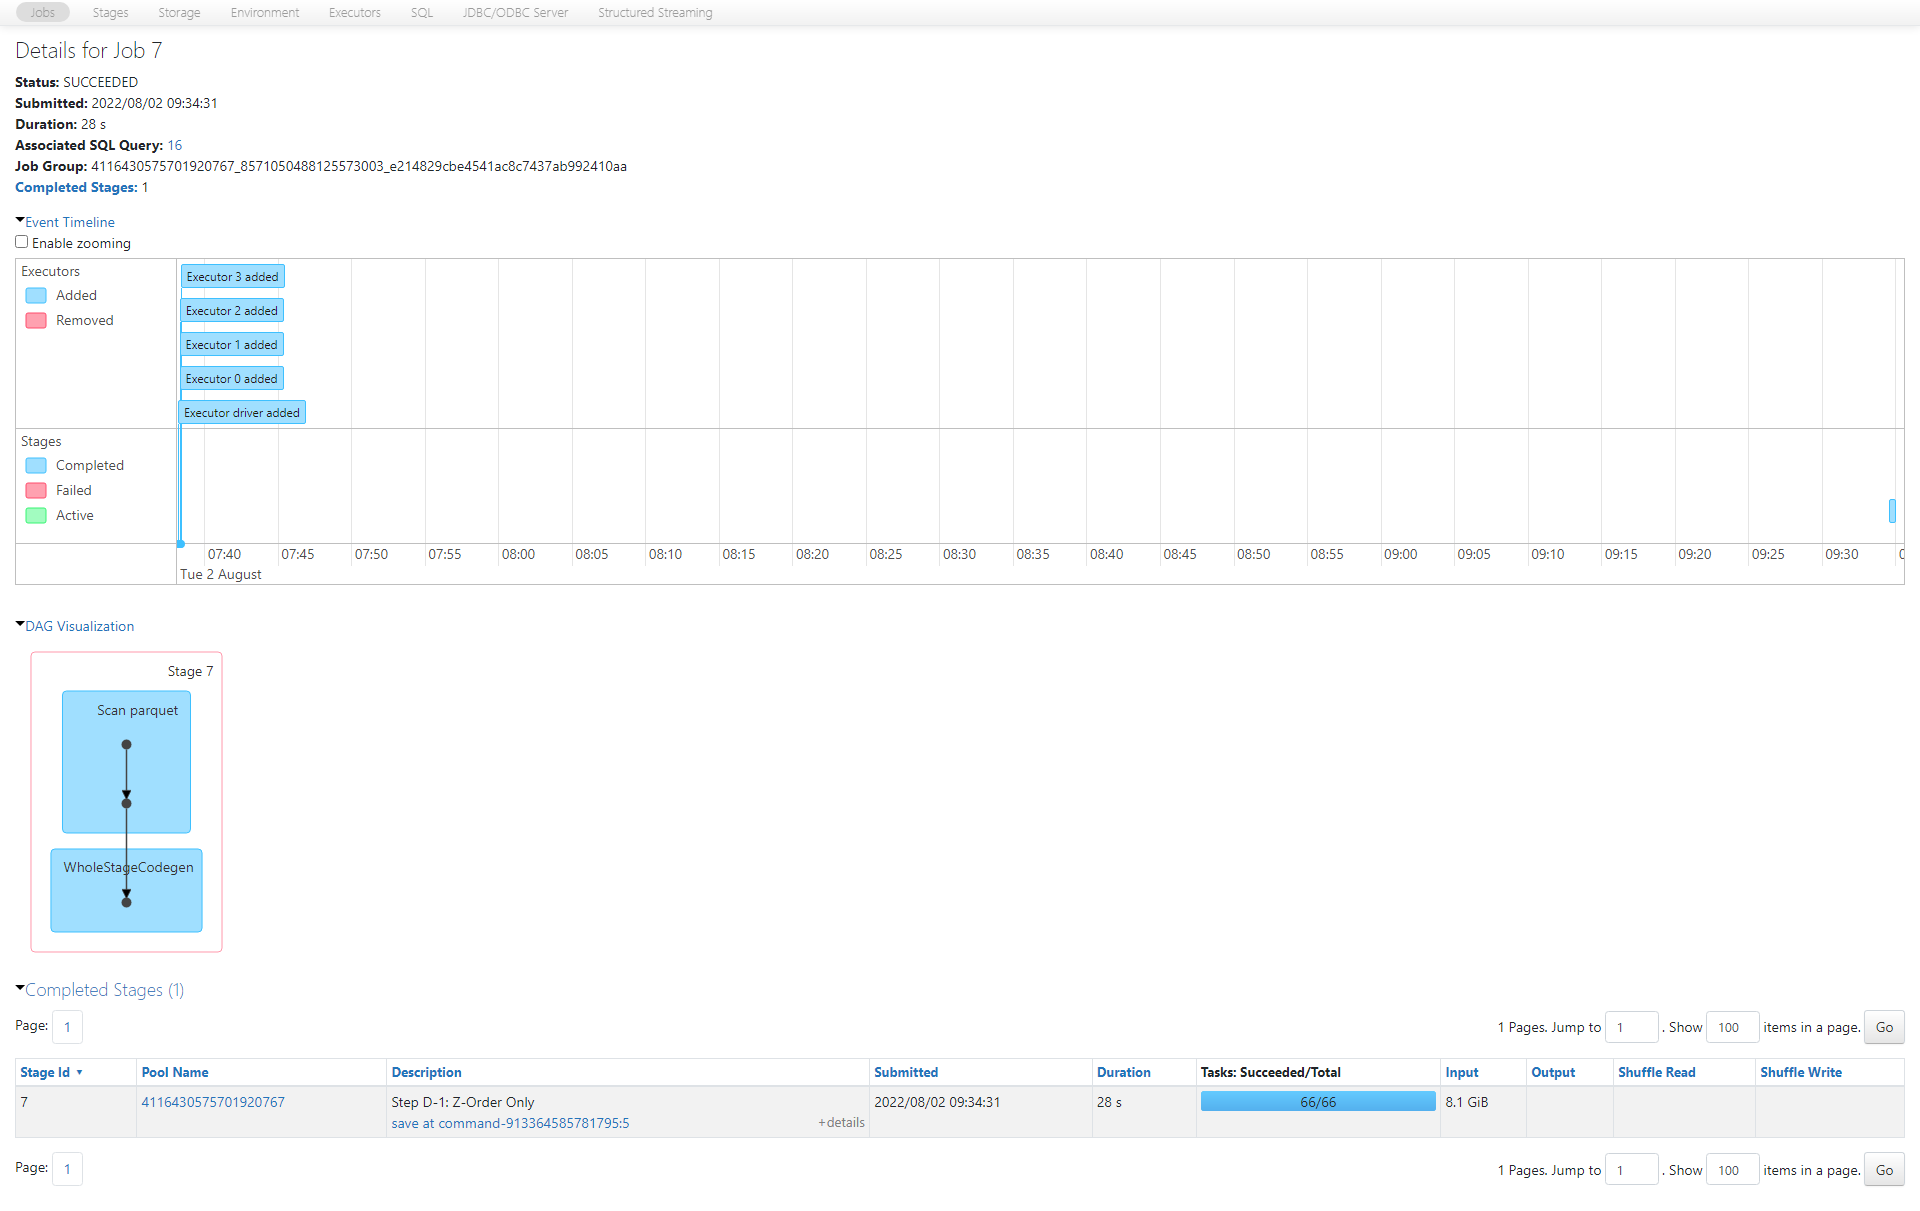 Jobs Stages Storage Environment Executors SQL JDBC/ODBC Server Structured Streaming
Details for Job 7
Status: SUCCEEDED
Submitted: 2022/08/02 09:34:31
Duration: 28 s
Associated SQL Query: 16
Job Group: 4116430575701920767_8571050488125573003_e214829cbe4541ac8c7437ab992410aa
Completed Stages: 1
Event Timeline
Enable zooming
Executors
Added
Removed
Executor 3 added
Executor 2 added
Executor 1 added
Executor 0 added
Executor driver added
Stages
Completed
Failed
Active
07:40 07:45 07:50 07:55 08:00 08:05 08:10 08:15 08:20 08:25 08:30 08:35 08:40 08:45 08:50 08:55 09:00 09:05 09:10 09:15 09:20 09:25 09:30
Tue 2 August
DAG Visualization
Stage 7
Scan parquet
WholeStageCodegen
Completed Stages (1)
Page: 1 1 Pages. Jump to 1 . Show 100 items in a page. Go
Stage Id Pool Name Description Submitted Duration Tasks: Succeeded/Total Input Output Shuffle Read Shuffle Write
7 4116430575701920767 Step D-1: Z-Order Only 2022/08/02 09:34:31 28 s 66/66 8.1 GiB
save at command-913364585781795:5 +details
Page: 1 1 Pages. Jump to 1 . Show 100 items in a page. Go